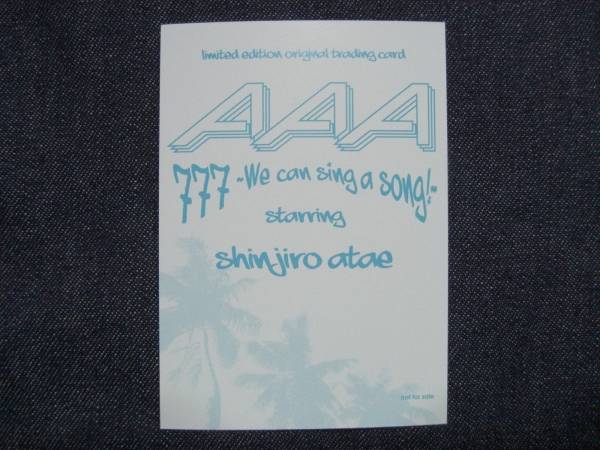 limited edition original trading card
AAA
777 ~We can sing a song!~
starring
shinjiro atae
not for sale